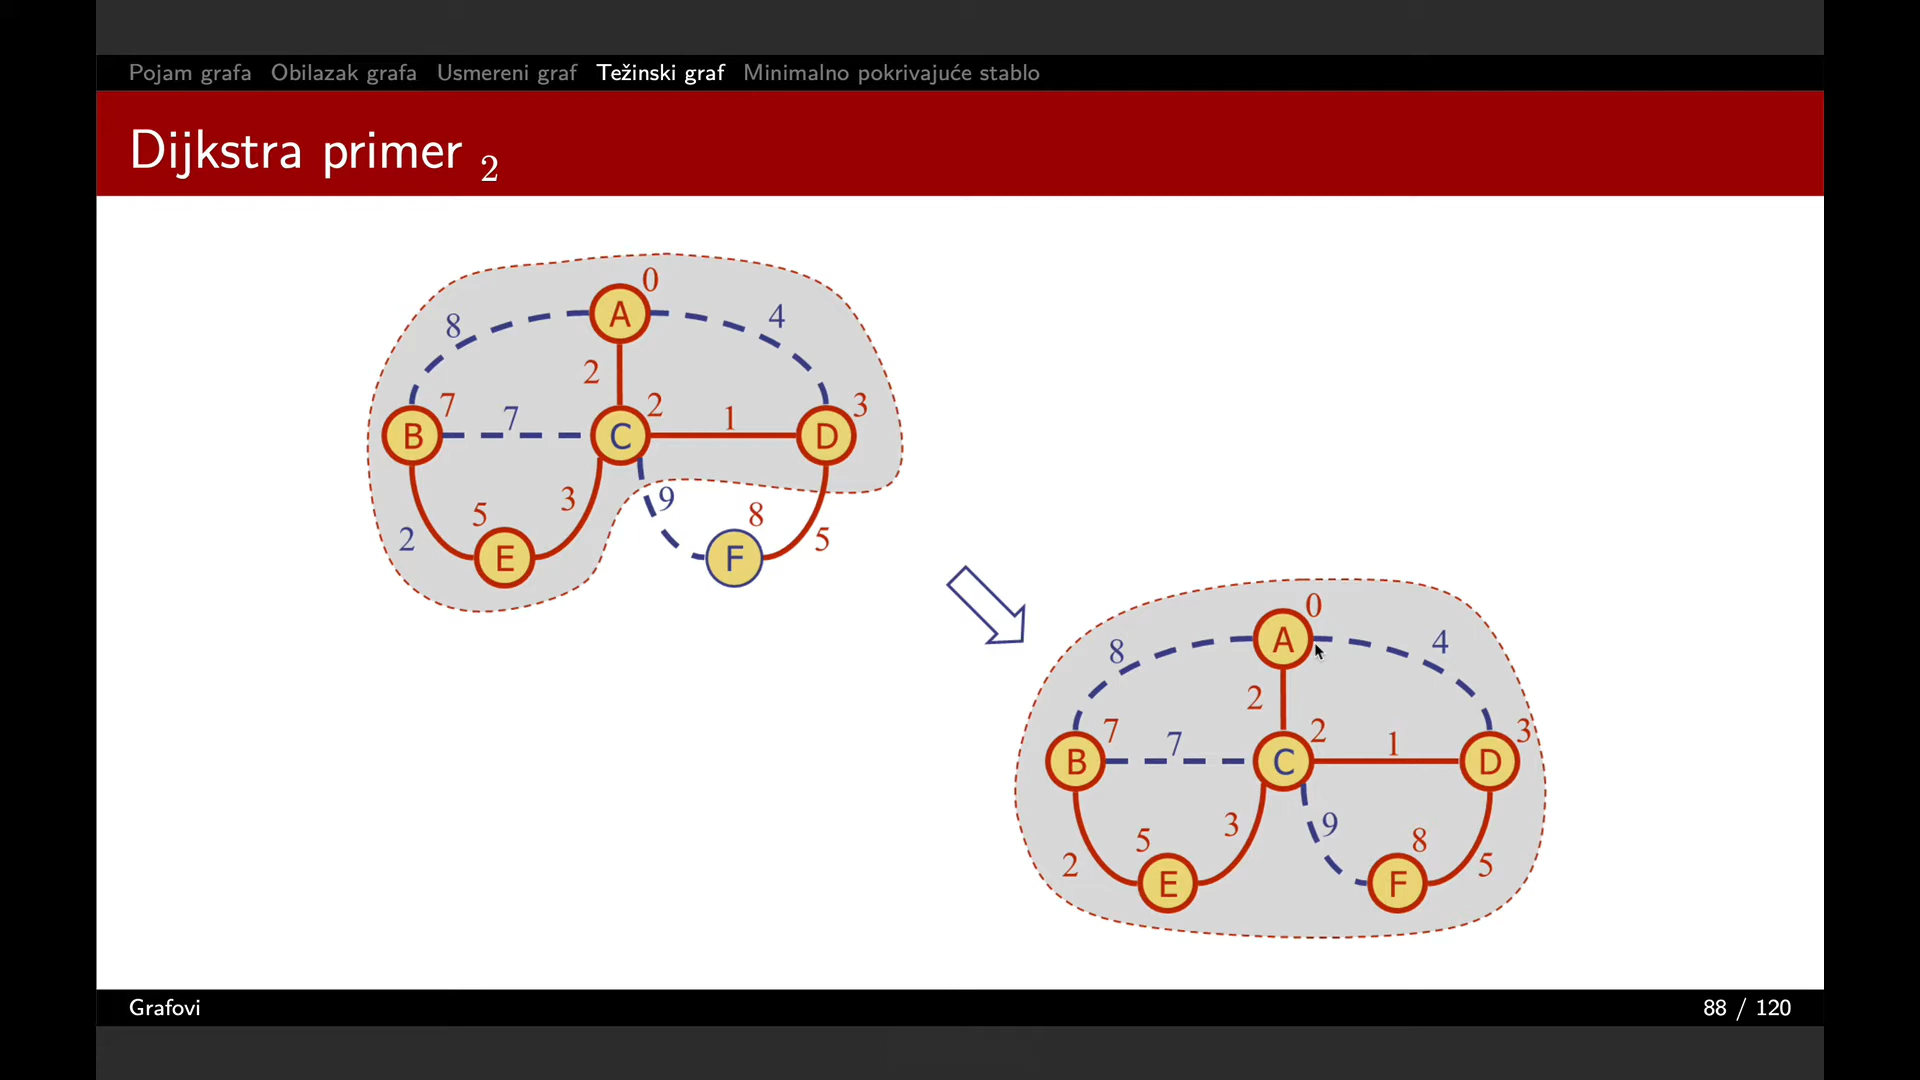 Pojam grafa Obilazak grafa Usmereni graf Težinski graf Minimalno pokrivajuće stablo
Dijkstra primer 2
0
A
8
4
2
7
2
3
7
1
B
C
D
9
5
3
8
2
5
E
F
0
A
8
4
2
7
2
3
7
1
B
C
D
9
5
3
8
2
5
E
F
Grafovi
88 / 120